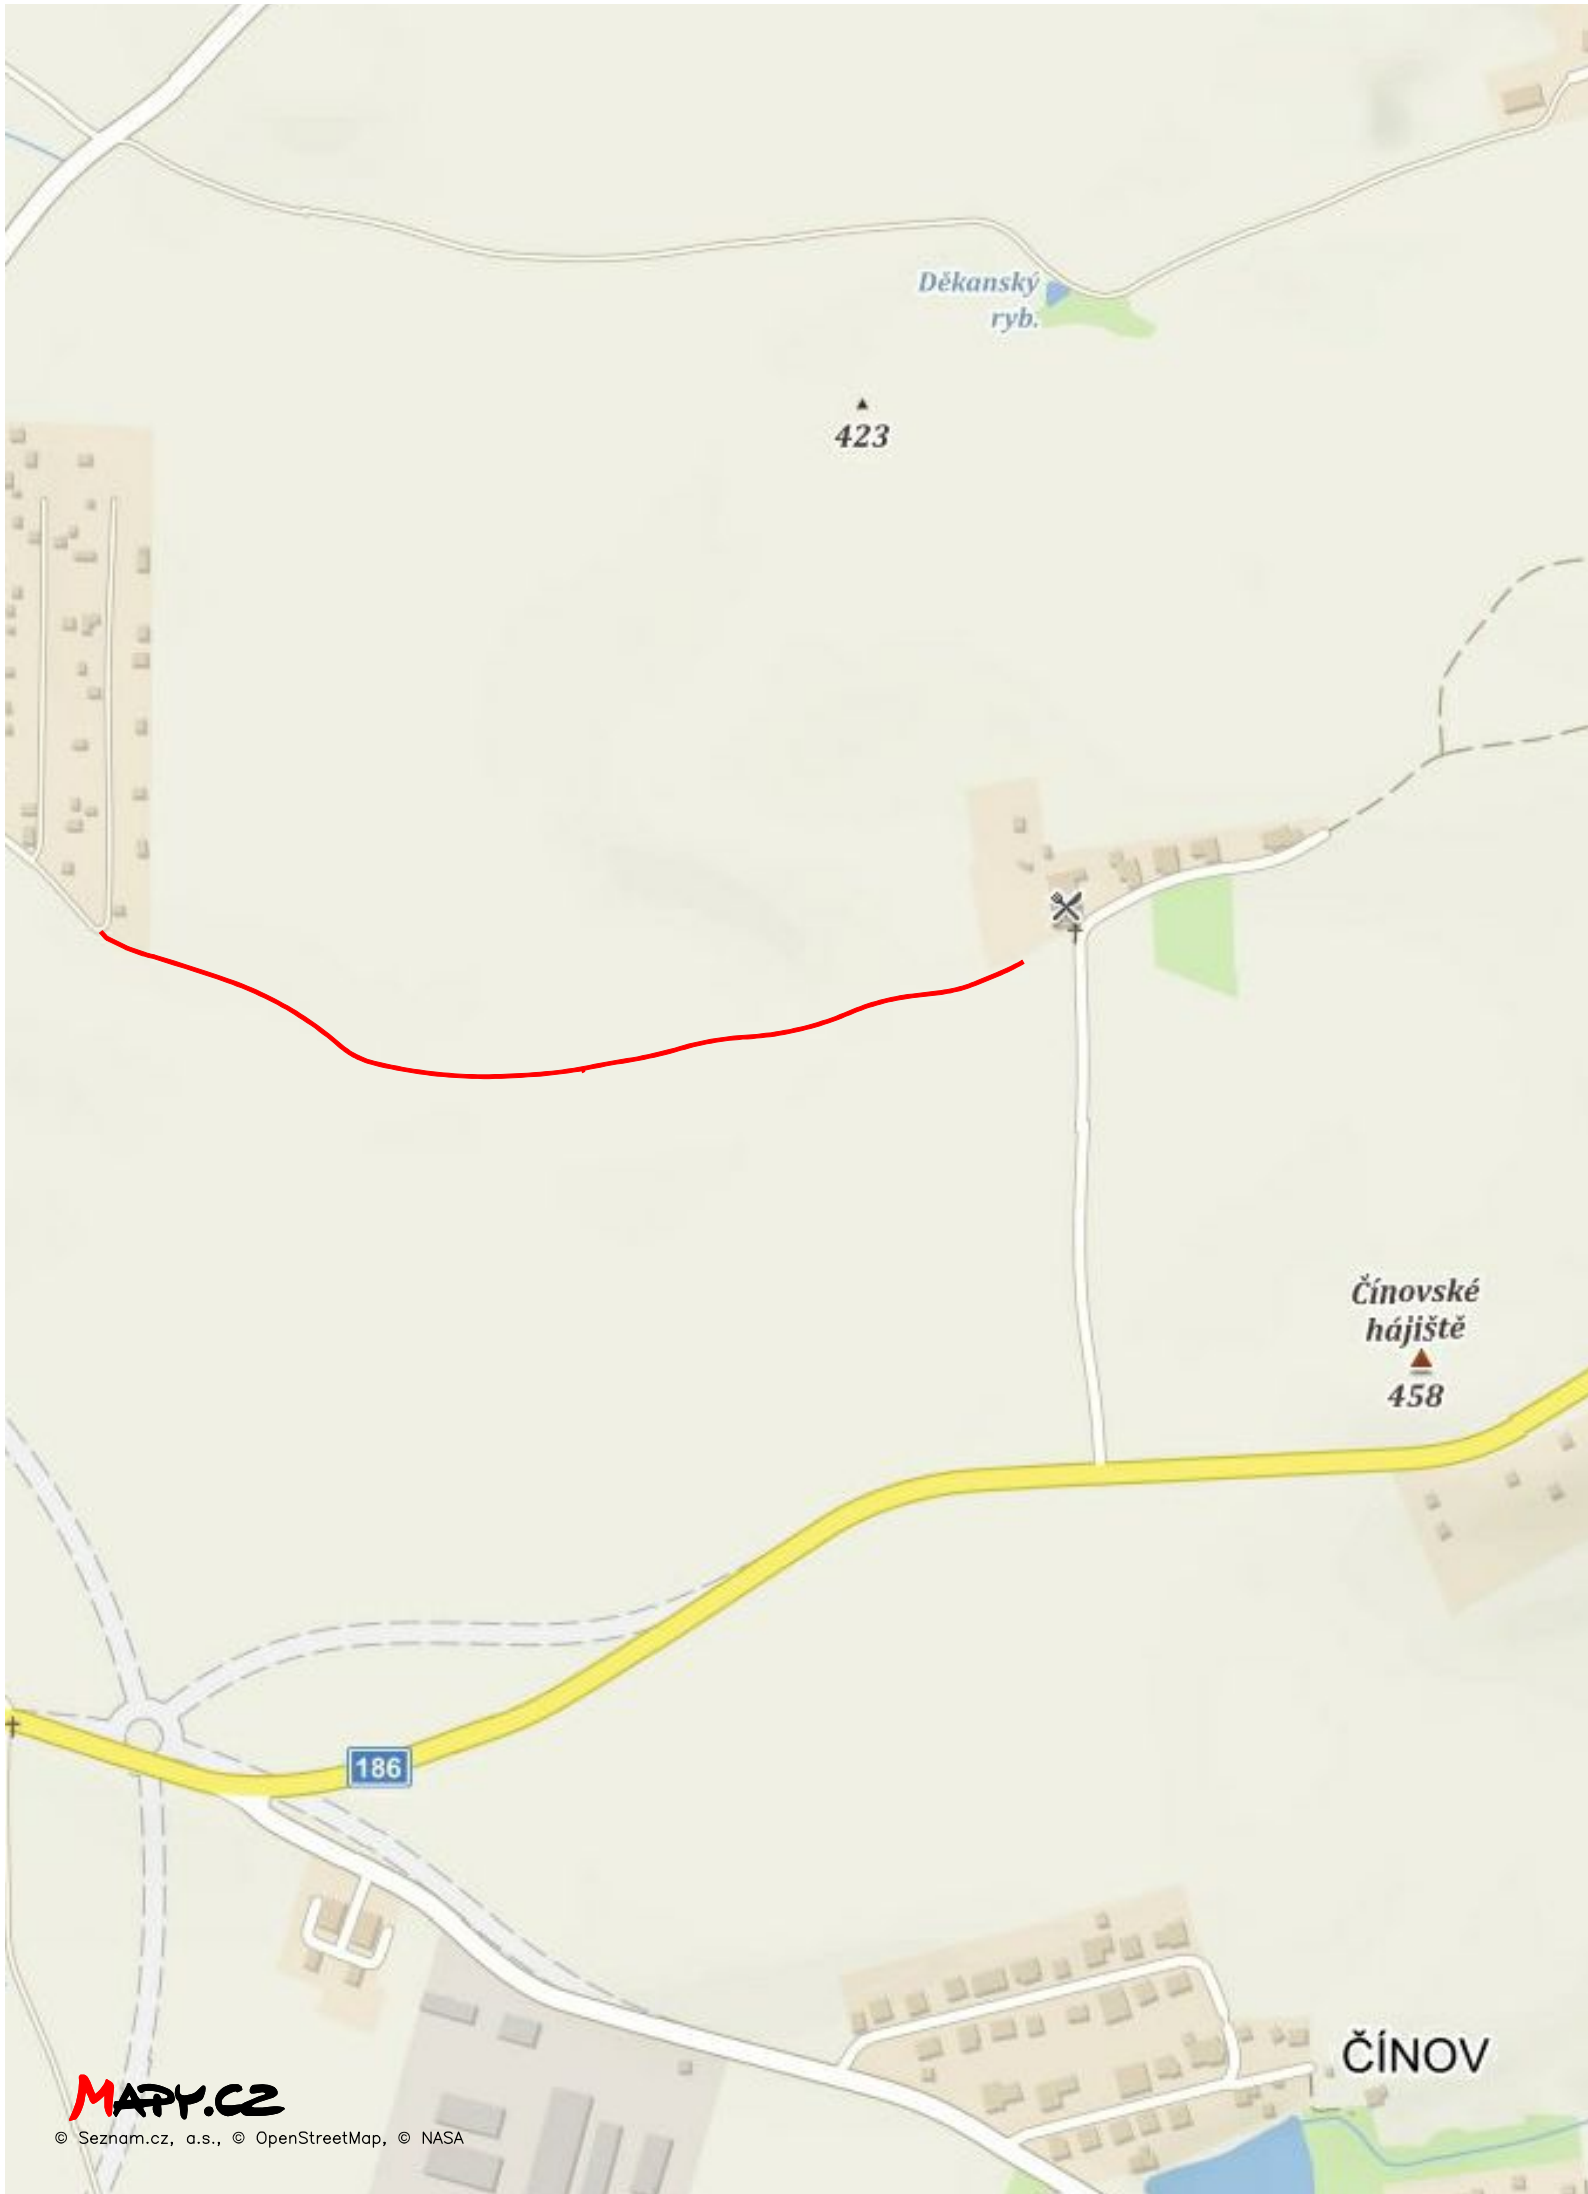 Děkanský
ryb.
423
Čínovské
hájiště
458
186
ČÍNOV
MAPY.CZ
© Seznam.cz, a.s., © OpenStreetMap, © NASA